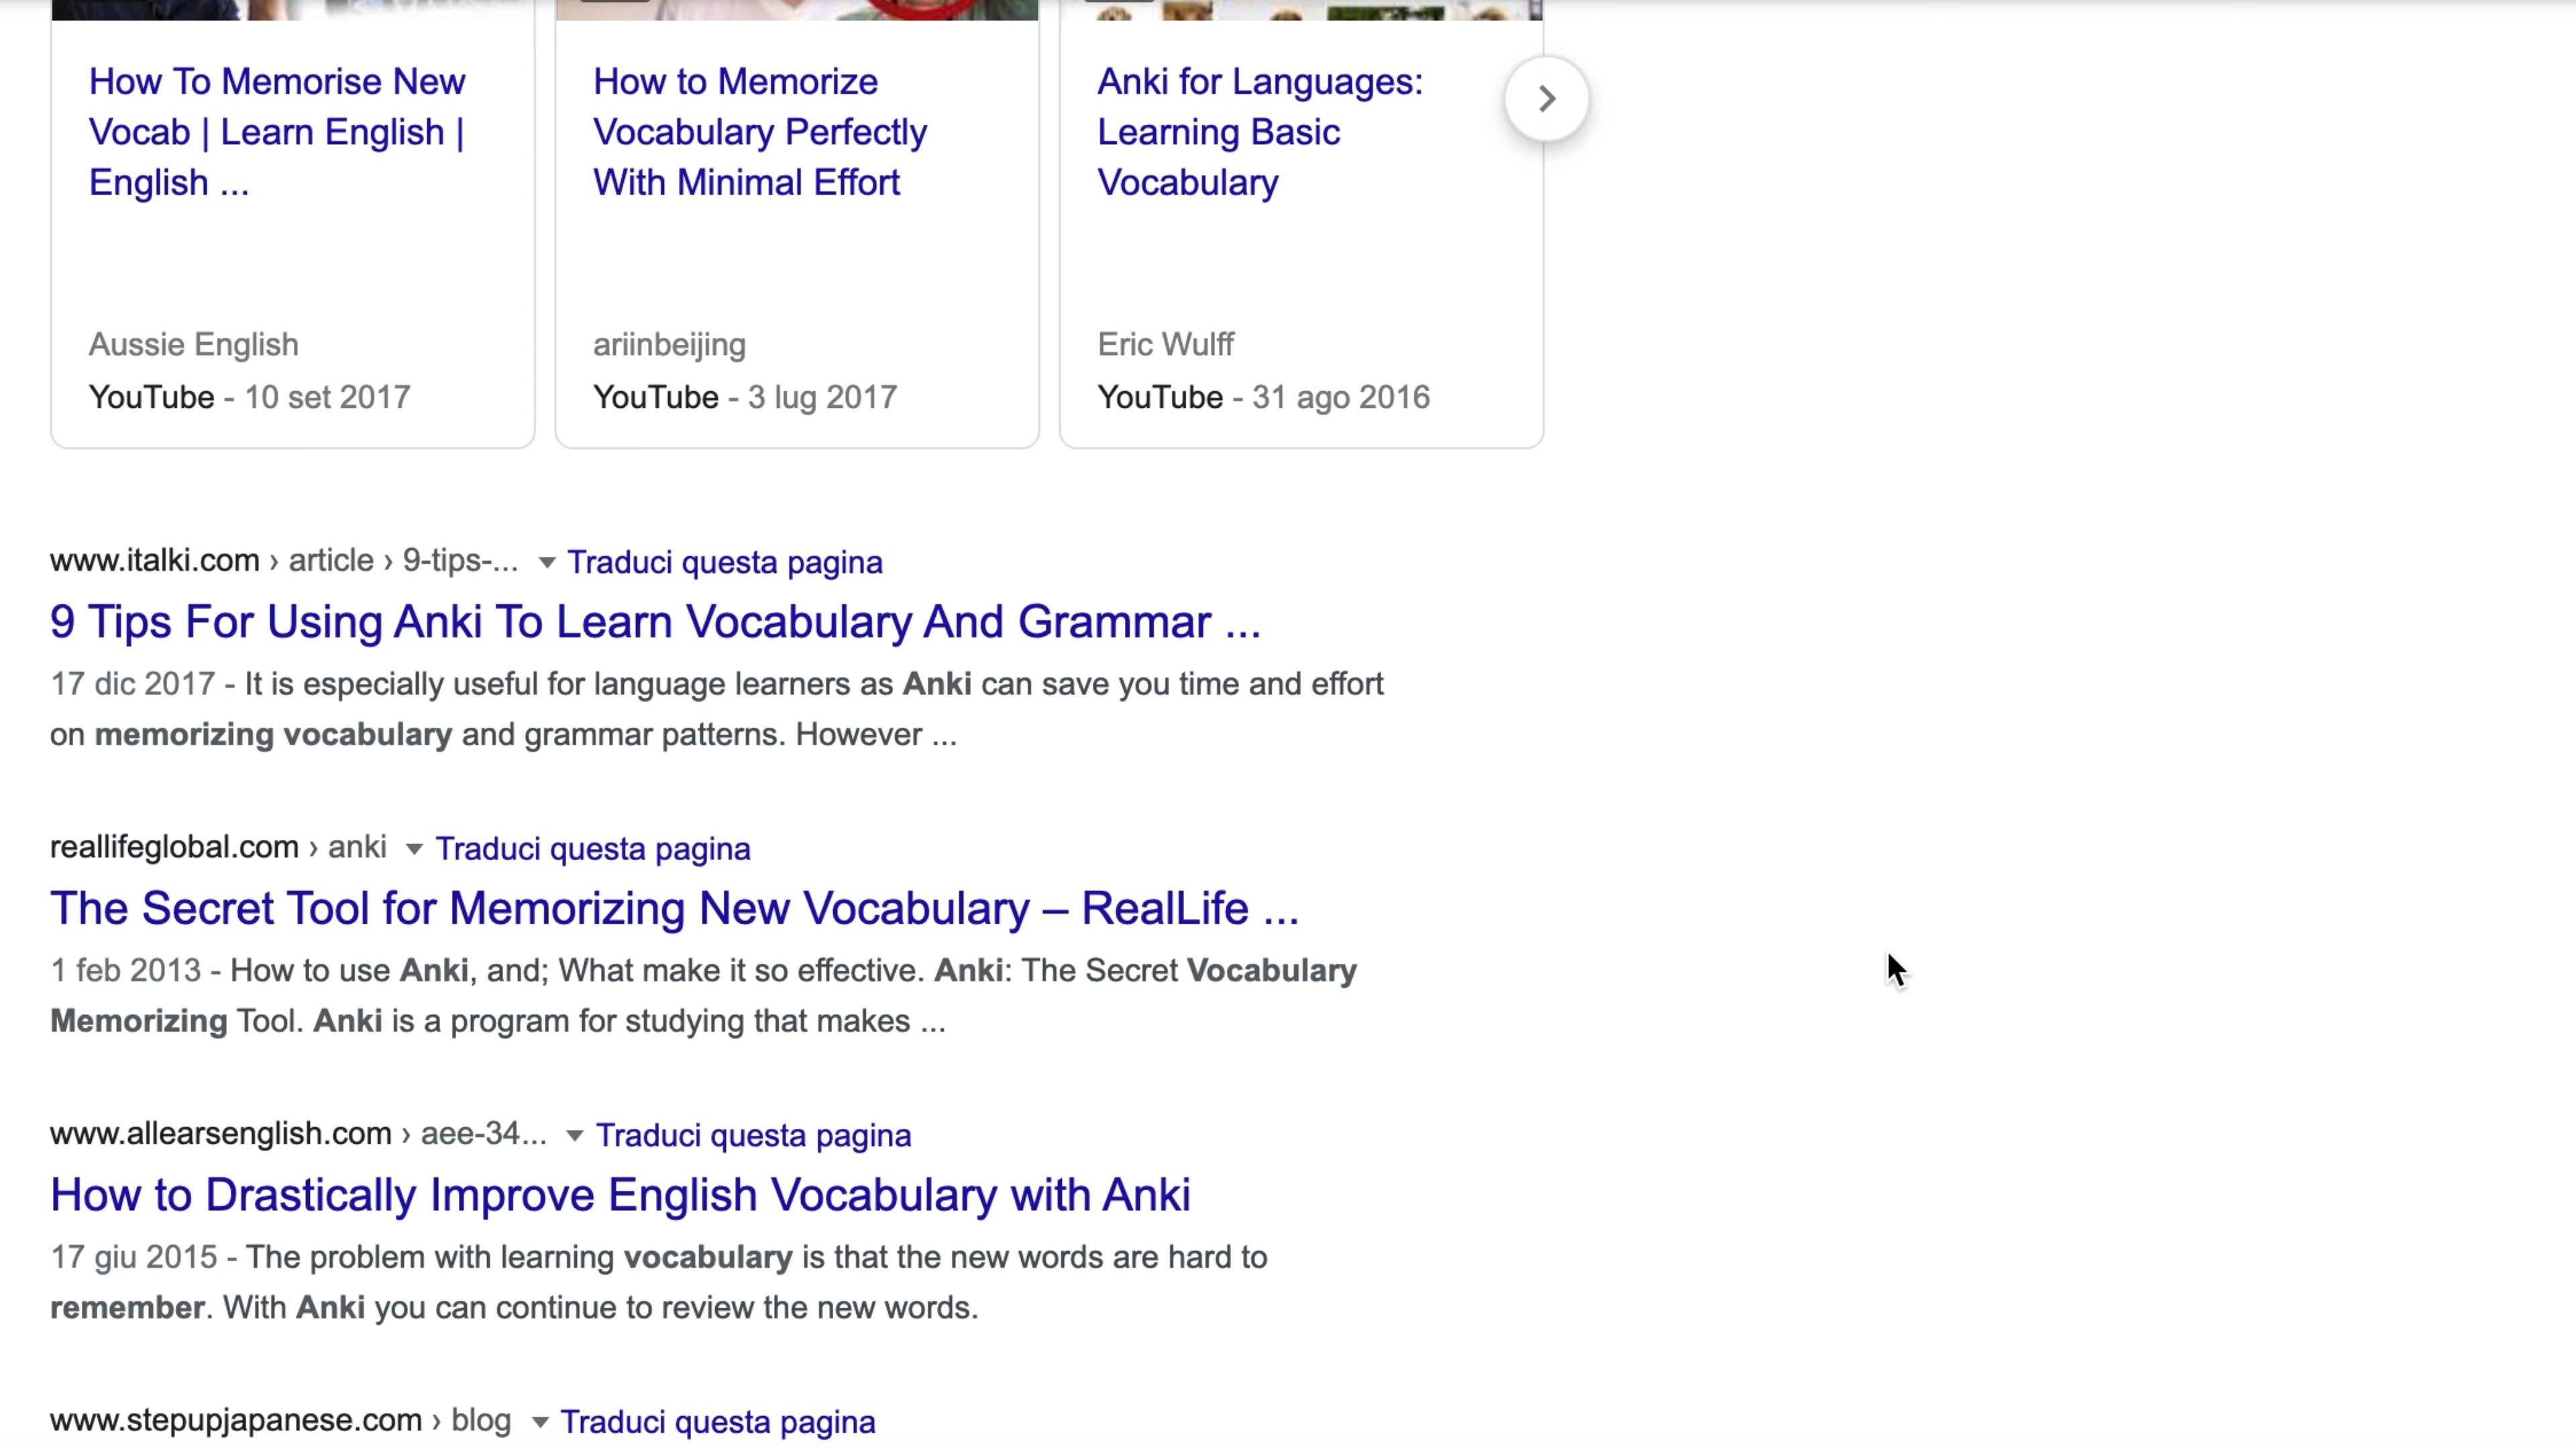 How To Memorise New
Vocab | Learn English |
English ...
Aussie English
YouTube - 10 set 2017
How to Memorize
Vocabulary Perfectly
With Minimal Effort
ariinbeijing
YouTube - 3 lug 2017
Anki for Languages:
Learning Basic
Vocabulary
Eric Wulff
YouTube - 31 ago 2016
www.italki.com › article › 9-tips-... Traduci questa pagina
9 Tips For Using Anki To Learn Vocabulary And Grammar ...
17 dic 2017 - It is especially useful for language learners as Anki can save you time and effort
on memorizing vocabulary and grammar patterns. However ...
reallifeglobal.com › anki Traduci questa pagina
The Secret Tool for Memorizing New Vocabulary – RealLife ...
1 feb 2013 - How to use Anki, and; What make it so effective. Anki: The Secret Vocabulary
Memorizing Tool. Anki is a program for studying that makes ...
www.allearsenglish.com › aee-34... Traduci questa pagina
How to Drastically Improve English Vocabulary with Anki
17 giu 2015 - The problem with learning vocabulary is that the new words are hard to
remember. With Anki you can continue to review the new words.
www.stepupjapanese.com › blog Traduci questa pagina